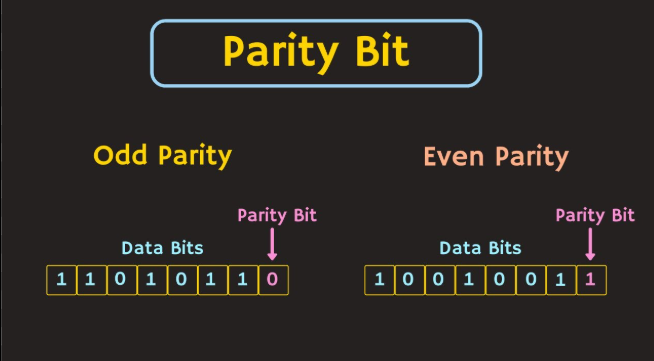 Parity Bit
Odd Parity
Even Parity
Parity Bit
Parity Bit
Data Bits
Data Bits
1 1 0 1 0 1 1 0
1 0 0 1 0 0 1 1